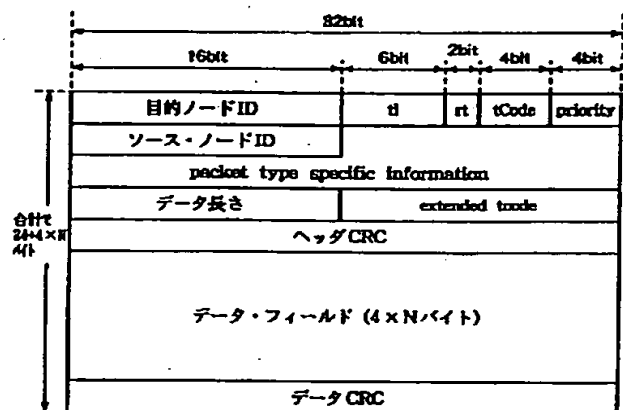 32bit
16bit 6bit 2bit 4bit 4bit
目的ノードID tl rt tCode priority
ソース・ノードID
packet type specific information
データ長さ extended tcode
合計で
24+4×N
バイト
ヘッダCRC
データ・フィールド (4×Nバイト)
データCRC